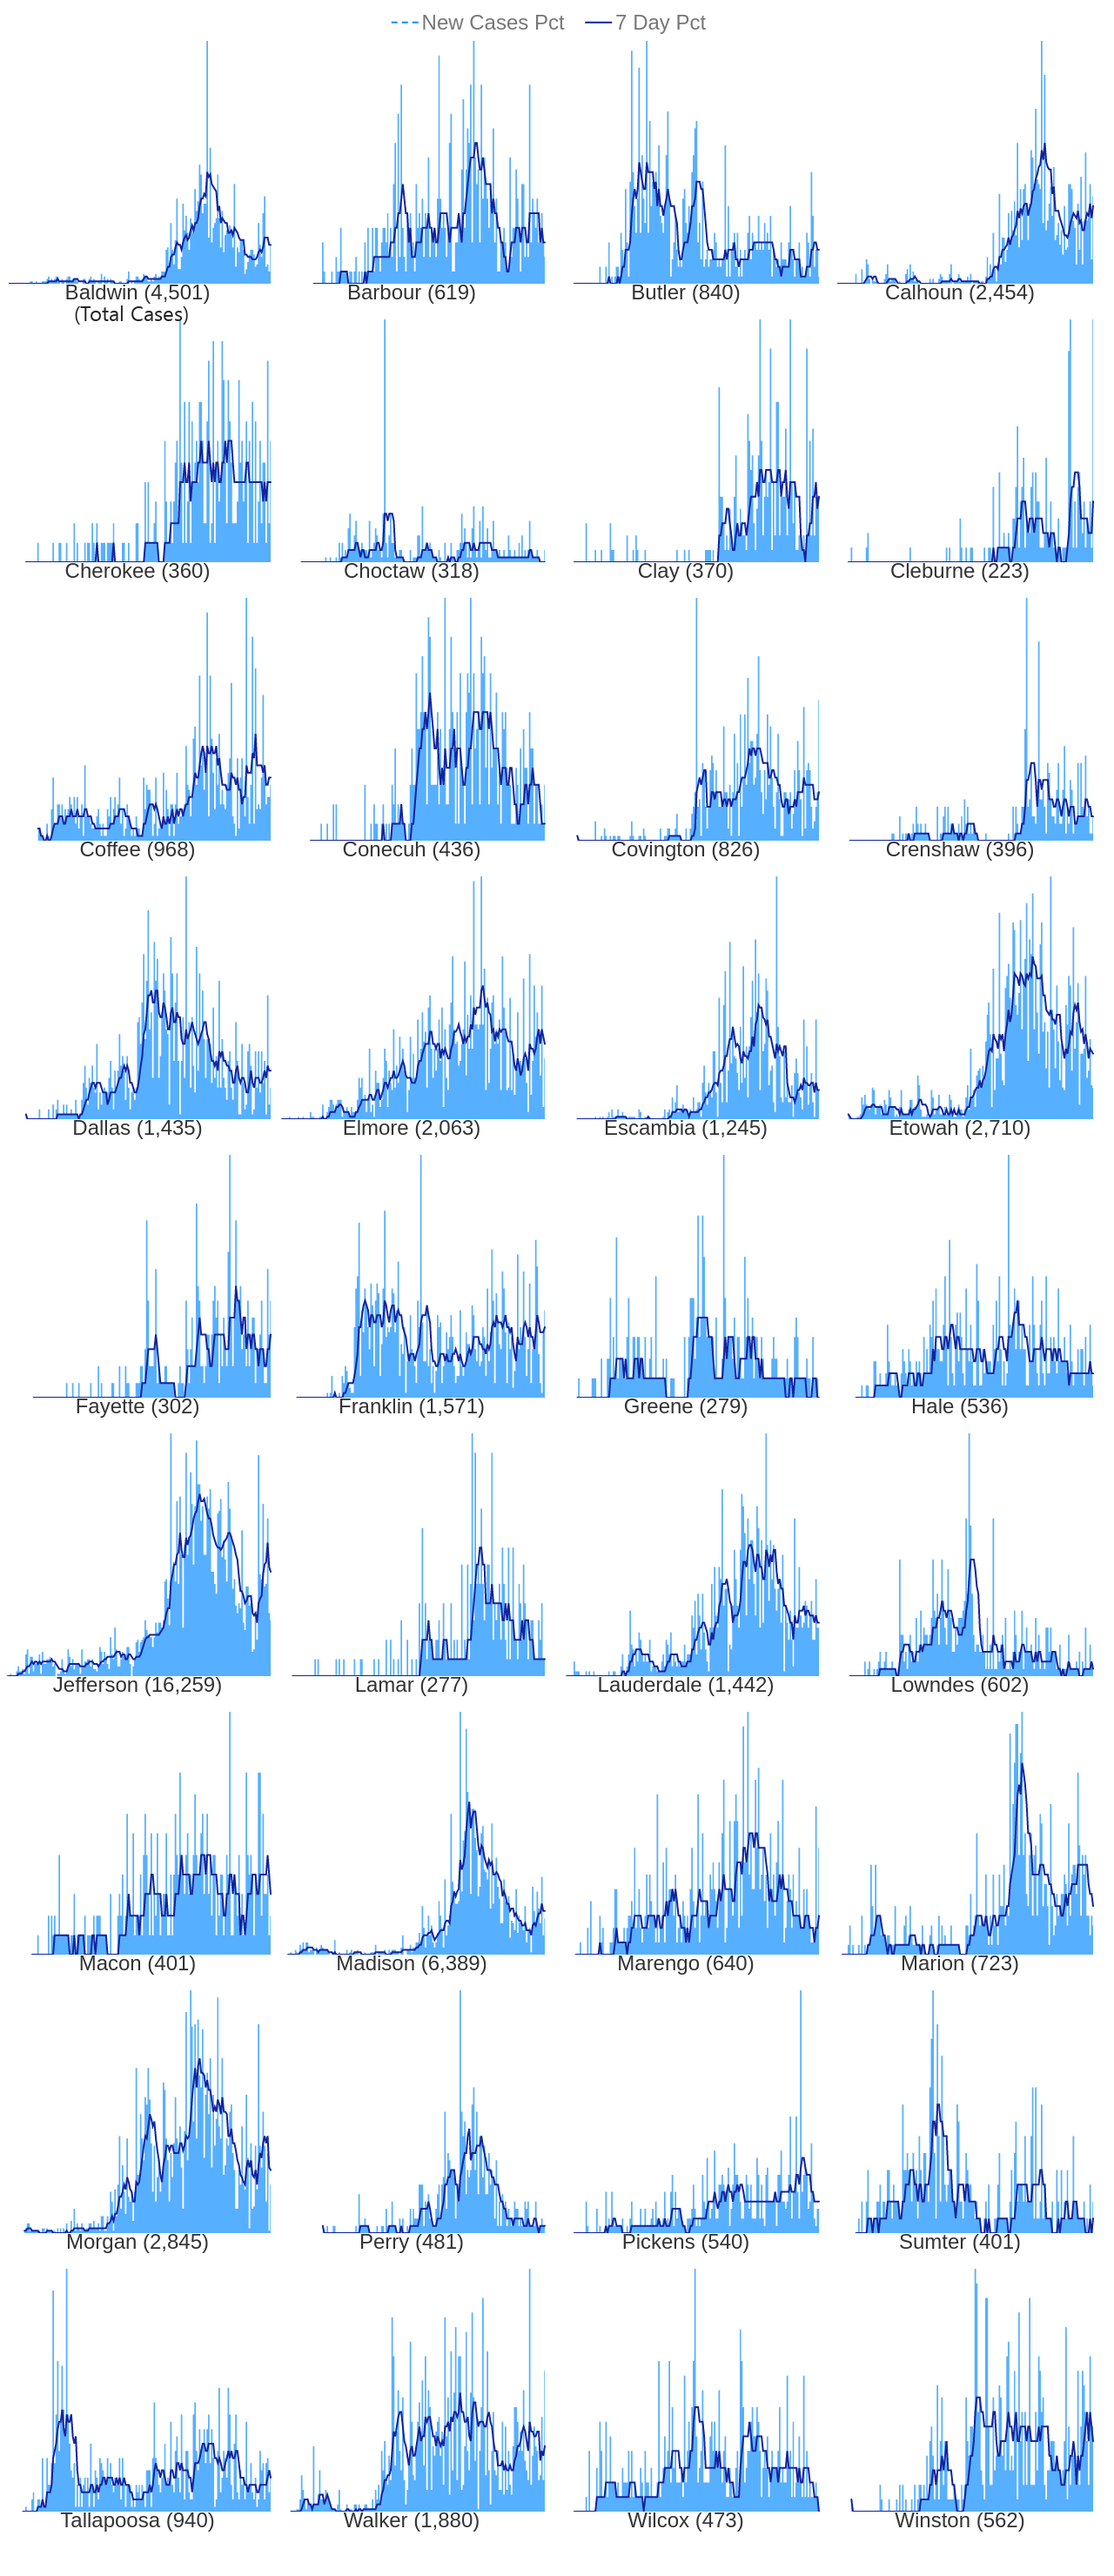 New Cases Pct 7 Day Pct
Baldwin (4,501) Barbour (619) Butler (840) Calhoun (2,454)
(Total Cases)
Cherokee (360) Choctaw (318) Clay (370) Cleburne (223)
Coffee (968) Conecuh (436) Covington (826) Crenshaw (396)
Dallas (1,435) Elmore (2,063) Escambia (1,245) Etowah (2,710)
Fayette (302) Franklin (1,571) Greene (279) Hale (536)
Jefferson (16,259) Lamar (277) Lauderdale (1,442) Lowndes (602)
Macon (401) Madison (6,389) Marengo (640) Marion (723)
Morgan (2,845) Perry (481) Pickens (540) Sumter (401)
Tallapoosa (940) Walker (1,880) Wilcox (473) Winston (562)